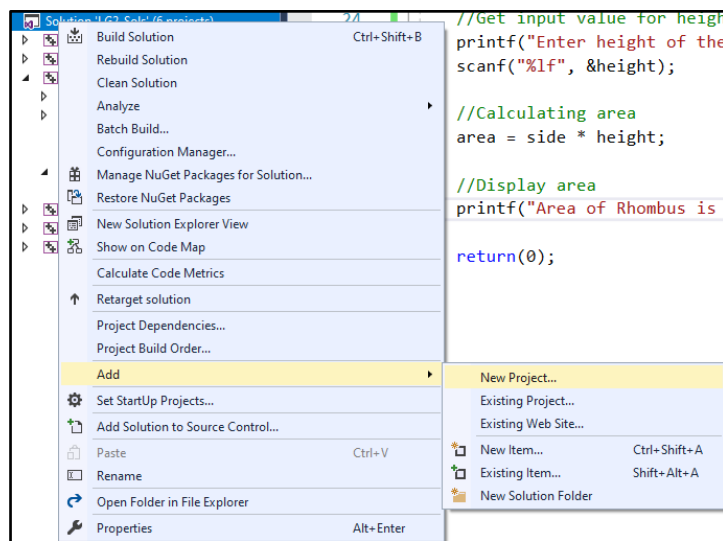 Solution 'LG3-Sols' (6 projects)
Build Solution Ctrl+Shift+B
Rebuild Solution
Clean Solution
Analyze
Batch Build...
Configuration Manager...
Manage NuGet Packages for Solution...
Restore NuGet Packages
New Solution Explorer View
Show on Code Map
Calculate Code Metrics
Retarget solution
Project Dependencies...
Project Build Order...
Add
Set StartUp Projects...
Add Solution to Source Control...
Paste Ctrl+V
Rename
Open Folder in File Explorer
Properties Alt+Enter
New Project...
Existing Project...
Existing Web Site...
New Item... Ctrl+Shift+A
Existing Item... Shift+Alt+A
New Solution Folder
24
//Get input value for heigh
printf("Enter height of the
scanf("%lf", &height);
//Calculating area
area = side * height;
//Display area
printf("Area of Rhombus is
return(0);